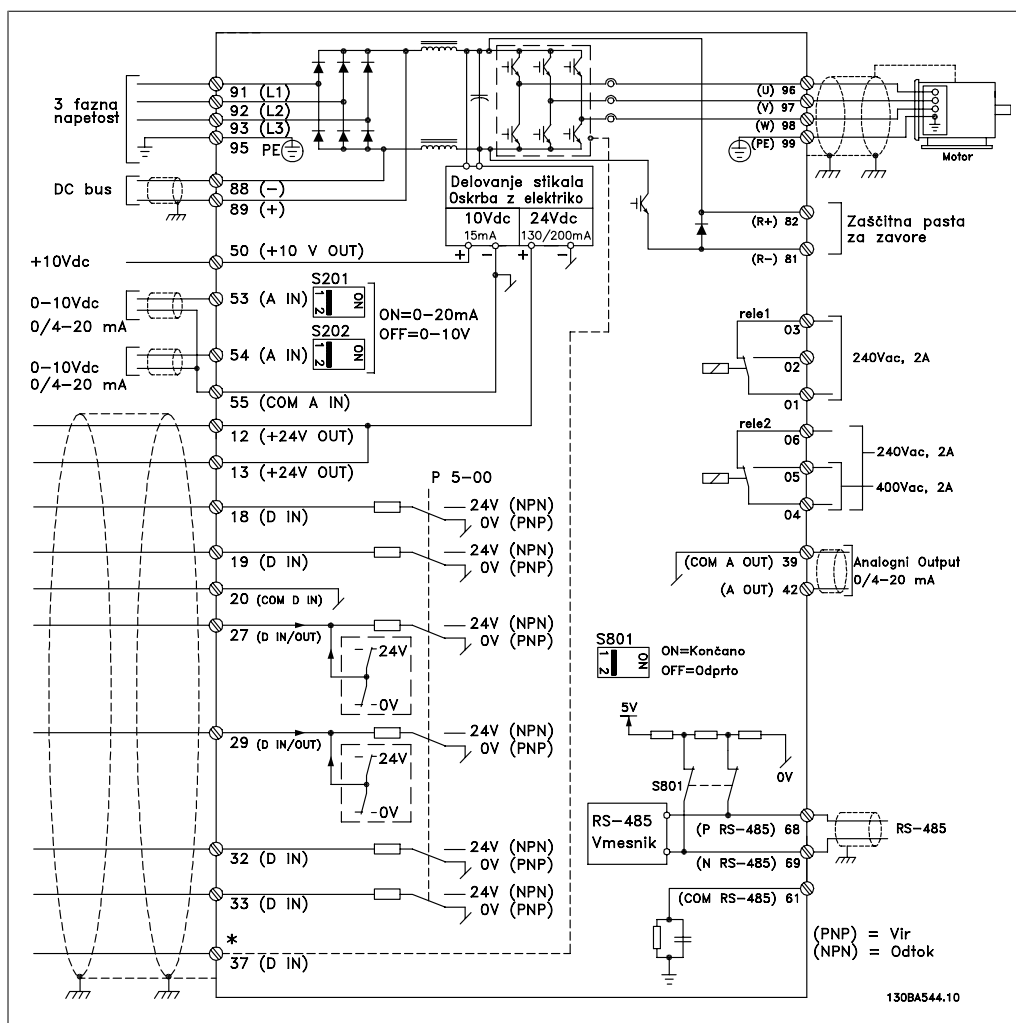 3 fazna
napetost
91 (L1)
92 (L2)
93 (L3)
95 PE
DC bus
88 (−)
89 (+)
+10Vdc
50 (+10 V OUT)
0−10Vdc
0/4−20 mA
53 (A IN)
S201
ON
1 2
ON=0−20mA
OFF=0−10V
0−10Vdc
0/4−20 mA
54 (A IN)
S202
ON
1 2
55 (COM A IN)
12 (+24V OUT)
13 (+24V OUT)
P 5-00
18 (D IN)
24V (NPN)
0V (PNP)
19 (D IN)
24V (NPN)
0V (PNP)
20 (COM D IN)
27 (D IN/OUT)
24V (NPN)
0V (PNP)
24V
0V
29 (D IN/OUT)
24V (NPN)
0V (PNP)
24V
0V
32 (D IN)
24V (NPN)
0V (PNP)
33 (D IN)
24V (NPN)
0V (PNP)
*
37 (D IN)
Delovanje stikala
Oskrba z elektriko
10Vdc
15mA
24Vdc
130/200mA
+ − + −
(U) 96
(V) 97
(W) 98
(PE) 99
Motor
(R+) 82
(R−) 81
Zaščitna pasta
za zavore
rele1
03
02
01
240Vac, 2A
rele2
06
05
04
240Vac, 2A
400Vac, 2A
(COM A OUT) 39
(A OUT) 42
Analogni Output
0/4−20 mA
S801
ON
1 2
ON=Končano
OFF=Odprto
5V
0V
S801
RS-485
Vmesnik
(P RS-485) 68
(N RS-485) 69
(COM RS-485) 61
RS-485
(PNP) = Vir
(NPN) = Odtok
130BA544.10